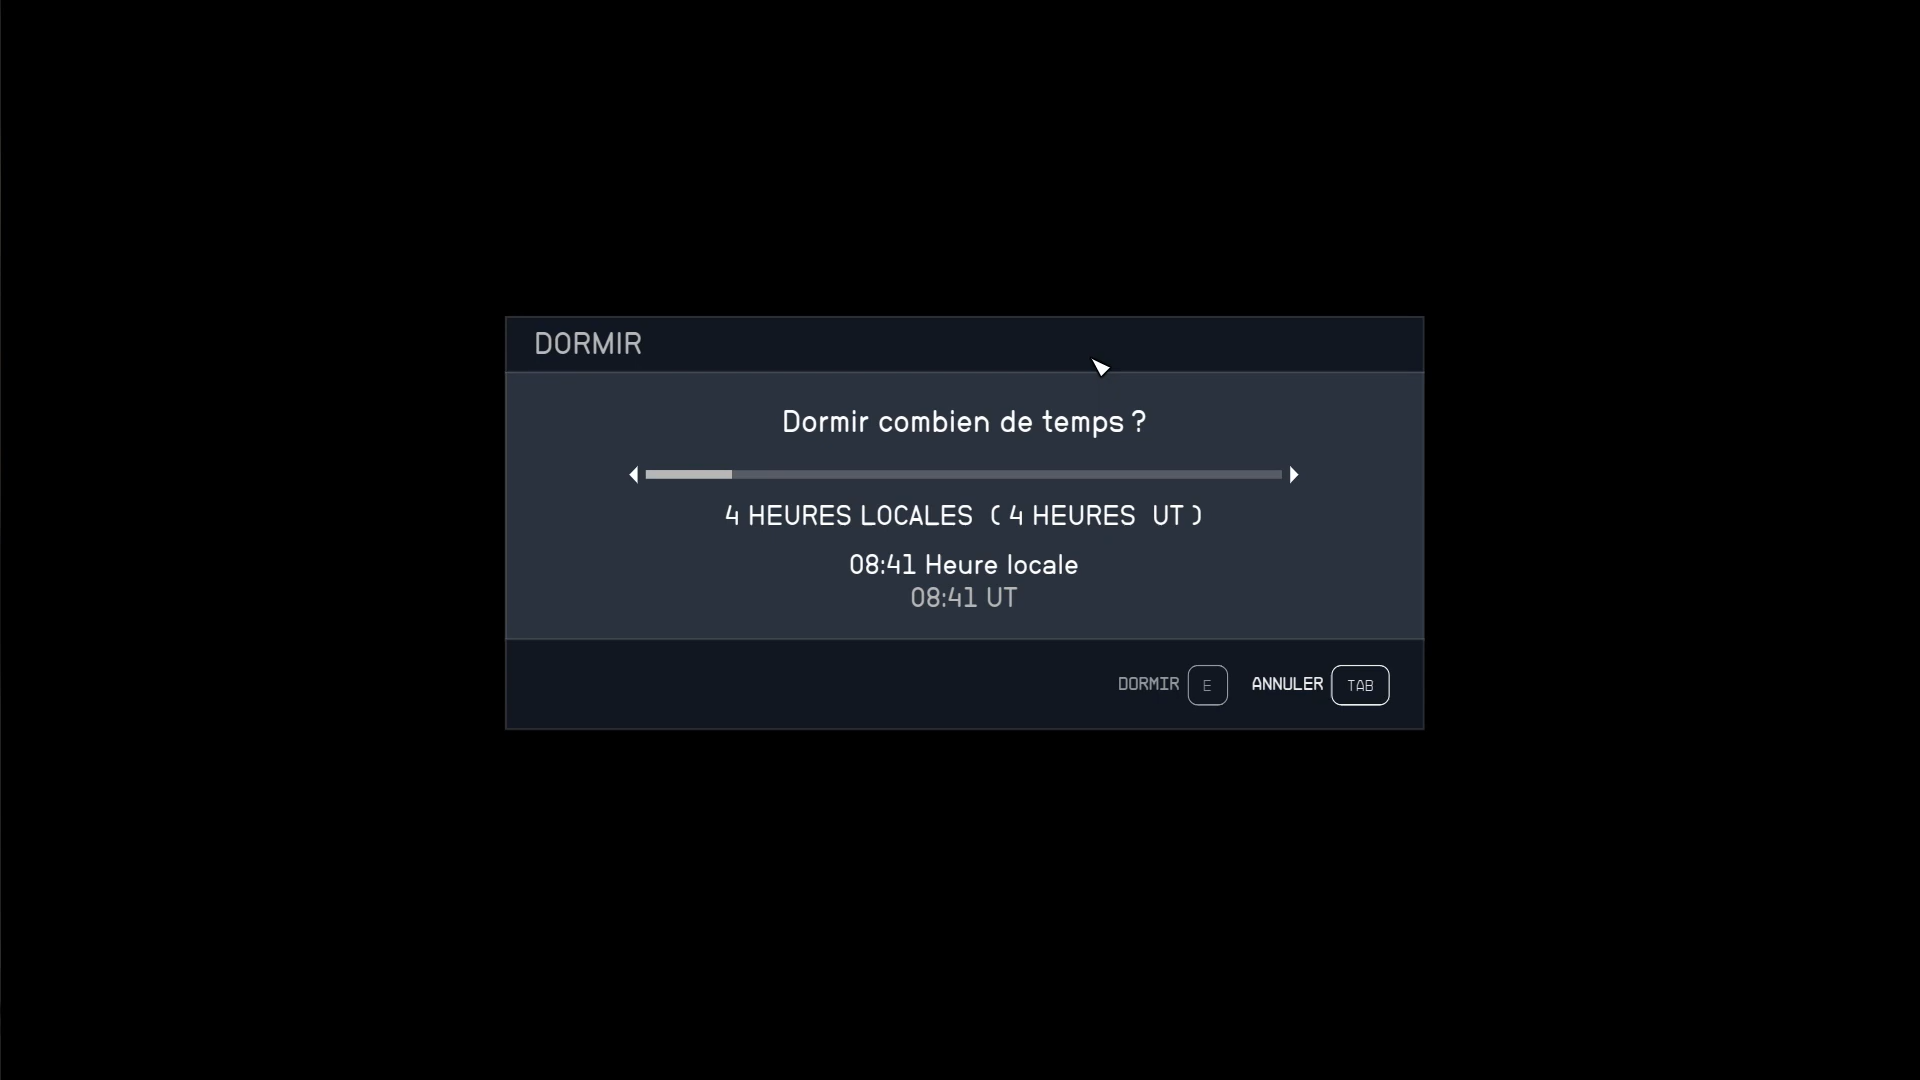 DORMIR
Dormir combien de temps ?
4 HEURES LOCALES ( 4 HEURES UT )
08:41 Heure locale
08:41 UT
DORMIR E ANNULER TAB